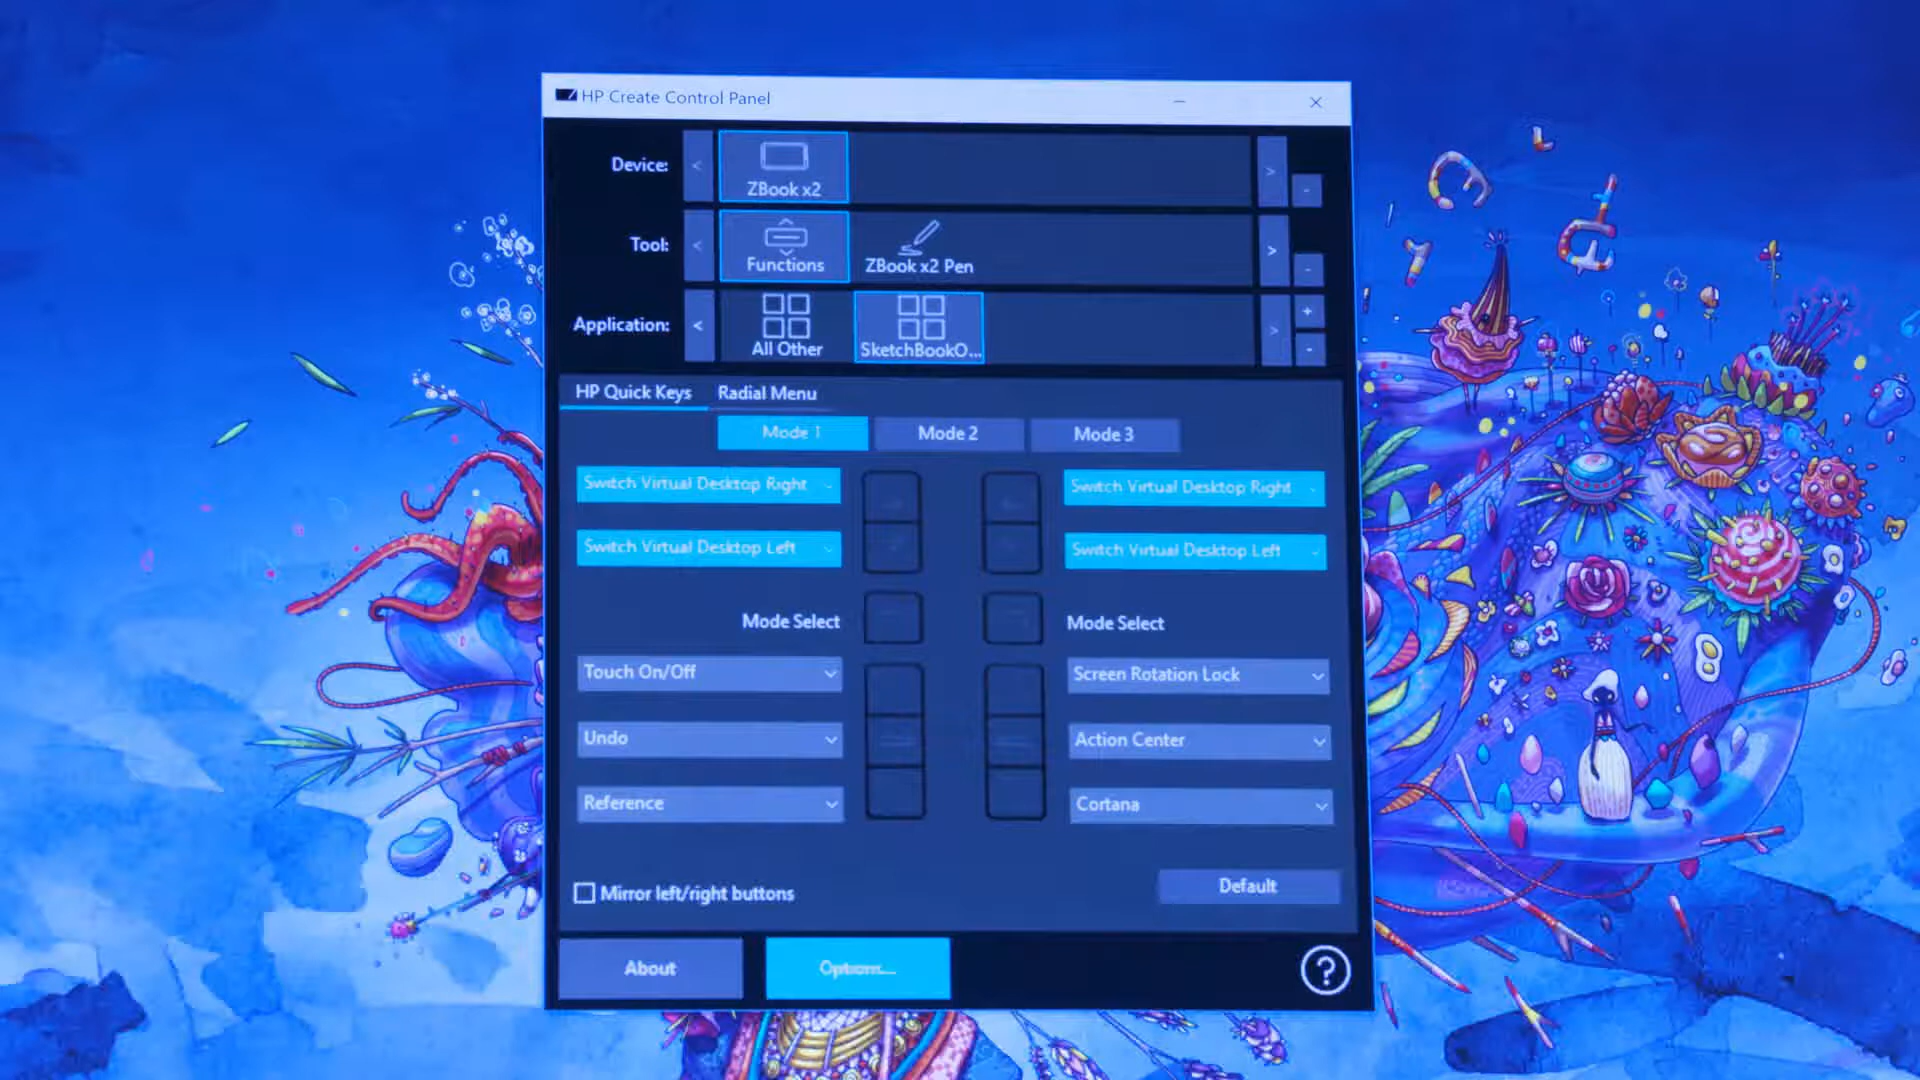 HP Create Control Panel
Device:
ZBook x2
Tool:
Functions
ZBook x2 Pen
Application:
All Other
SketchBookO...
HP Quick Keys
Radial Menu
Mode 1
Mode 2
Mode 3
Switch Virtual Desktop Right
Switch Virtual Desktop Right
Switch Virtual Desktop Left
Switch Virtual Desktop Left
Mode Select
Mode Select
Touch On/Off
Screen Rotation Lock
Undo
Action Center
Reference
Cortana
Mirror left/right buttons
Default
About
Options...